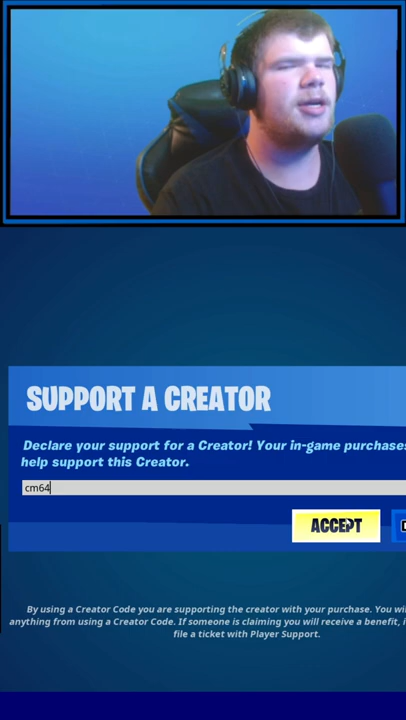 SUPPORT A CREATOR
Declare your support for a Creator! Your in-game purchases
help support this Creator.
cm64
ACCEPT
By using a Creator Code you are supporting the creator with your purchase. You
anything from using a Creator Code. If someone is claiming you will receive a benefit,
file a ticket with Player Support.